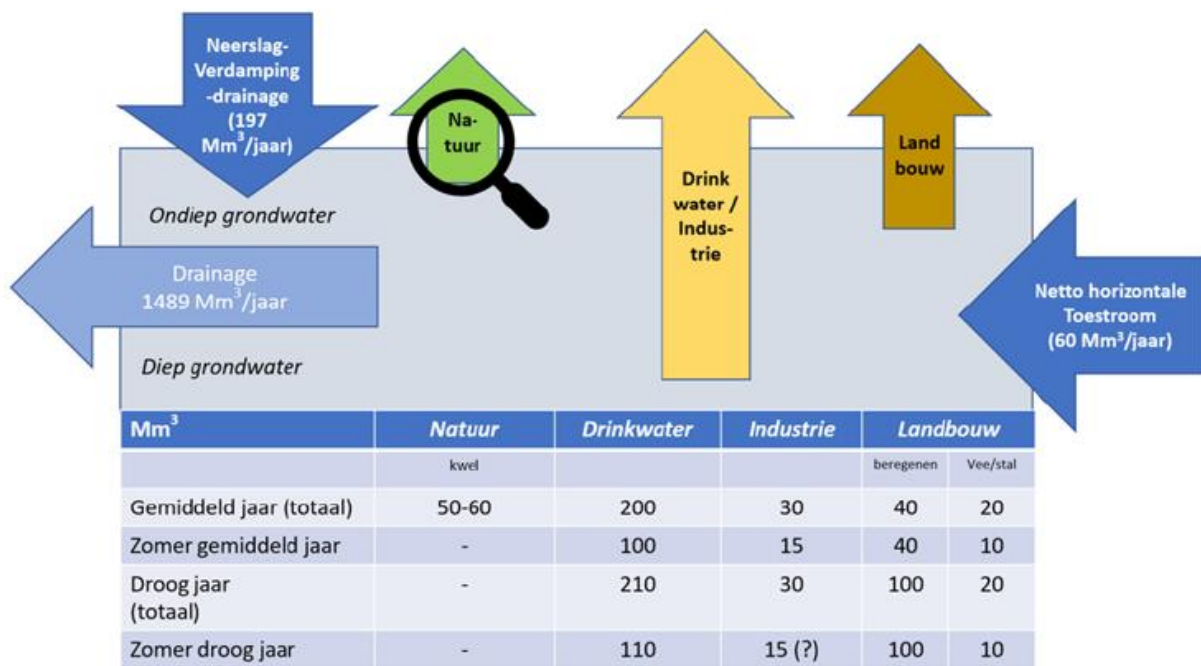 Neerslag-
Verdamping
-drainage
(197
Mm³/jaar)
Na-
tuur
Drink
water /
Indus-
trie
Land
bouw
Ondiep grondwater
Drainage
1489 Mm³/jaar
Diep grondwater
Netto horizontale
Toestroom
(60 Mm³/jaar)
Mm³ Natuur Drinkwater Industrie Landbouw
kwel beregenen Vee/stal
Gemiddeld jaar (totaal) 50-60 200 30 40 20
Zomer gemiddeld jaar - 100 15 40 10
Droog jaar
(totaal) - 210 30 100 20
Zomer droog jaar - 110 15 (?) 100 10